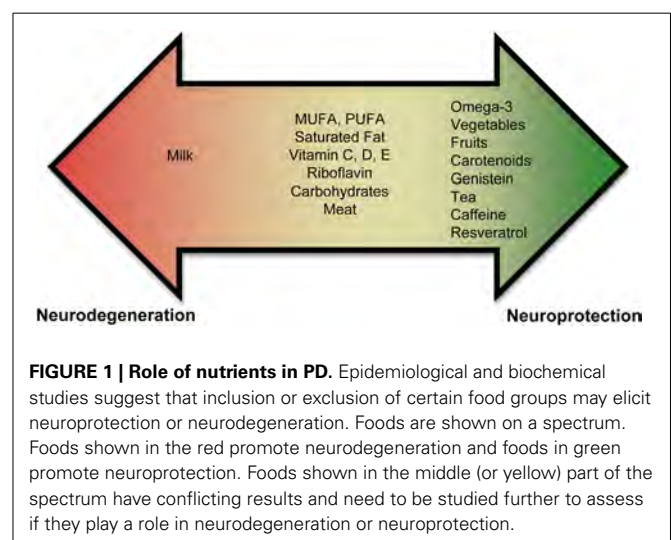 Milk
MUFA, PUFA
Saturated Fat
Vitamin C, D, E
Riboflavin
Carbohydrates
Meat
Omega-3
Vegetables
Fruits
Carotenoids
Genistein
Tea
Caffeine
Resveratrol
Neurodegeneration
Neuroprotection
FIGURE 1 | Role of nutrients in PD. Epidemiological and biochemical
studies suggest that inclusion or exclusion of certain food groups may elicit
neuroprotection or neurodegeneration. Foods are shown on a spectrum.
Foods shown in the red promote neurodegeneration and foods in green
promote neuroprotection. Foods shown in the middle (or yellow) part of the
spectrum have conflicting results and need to be studied further to assess
if they play a role in neurodegeneration or neuroprotection.